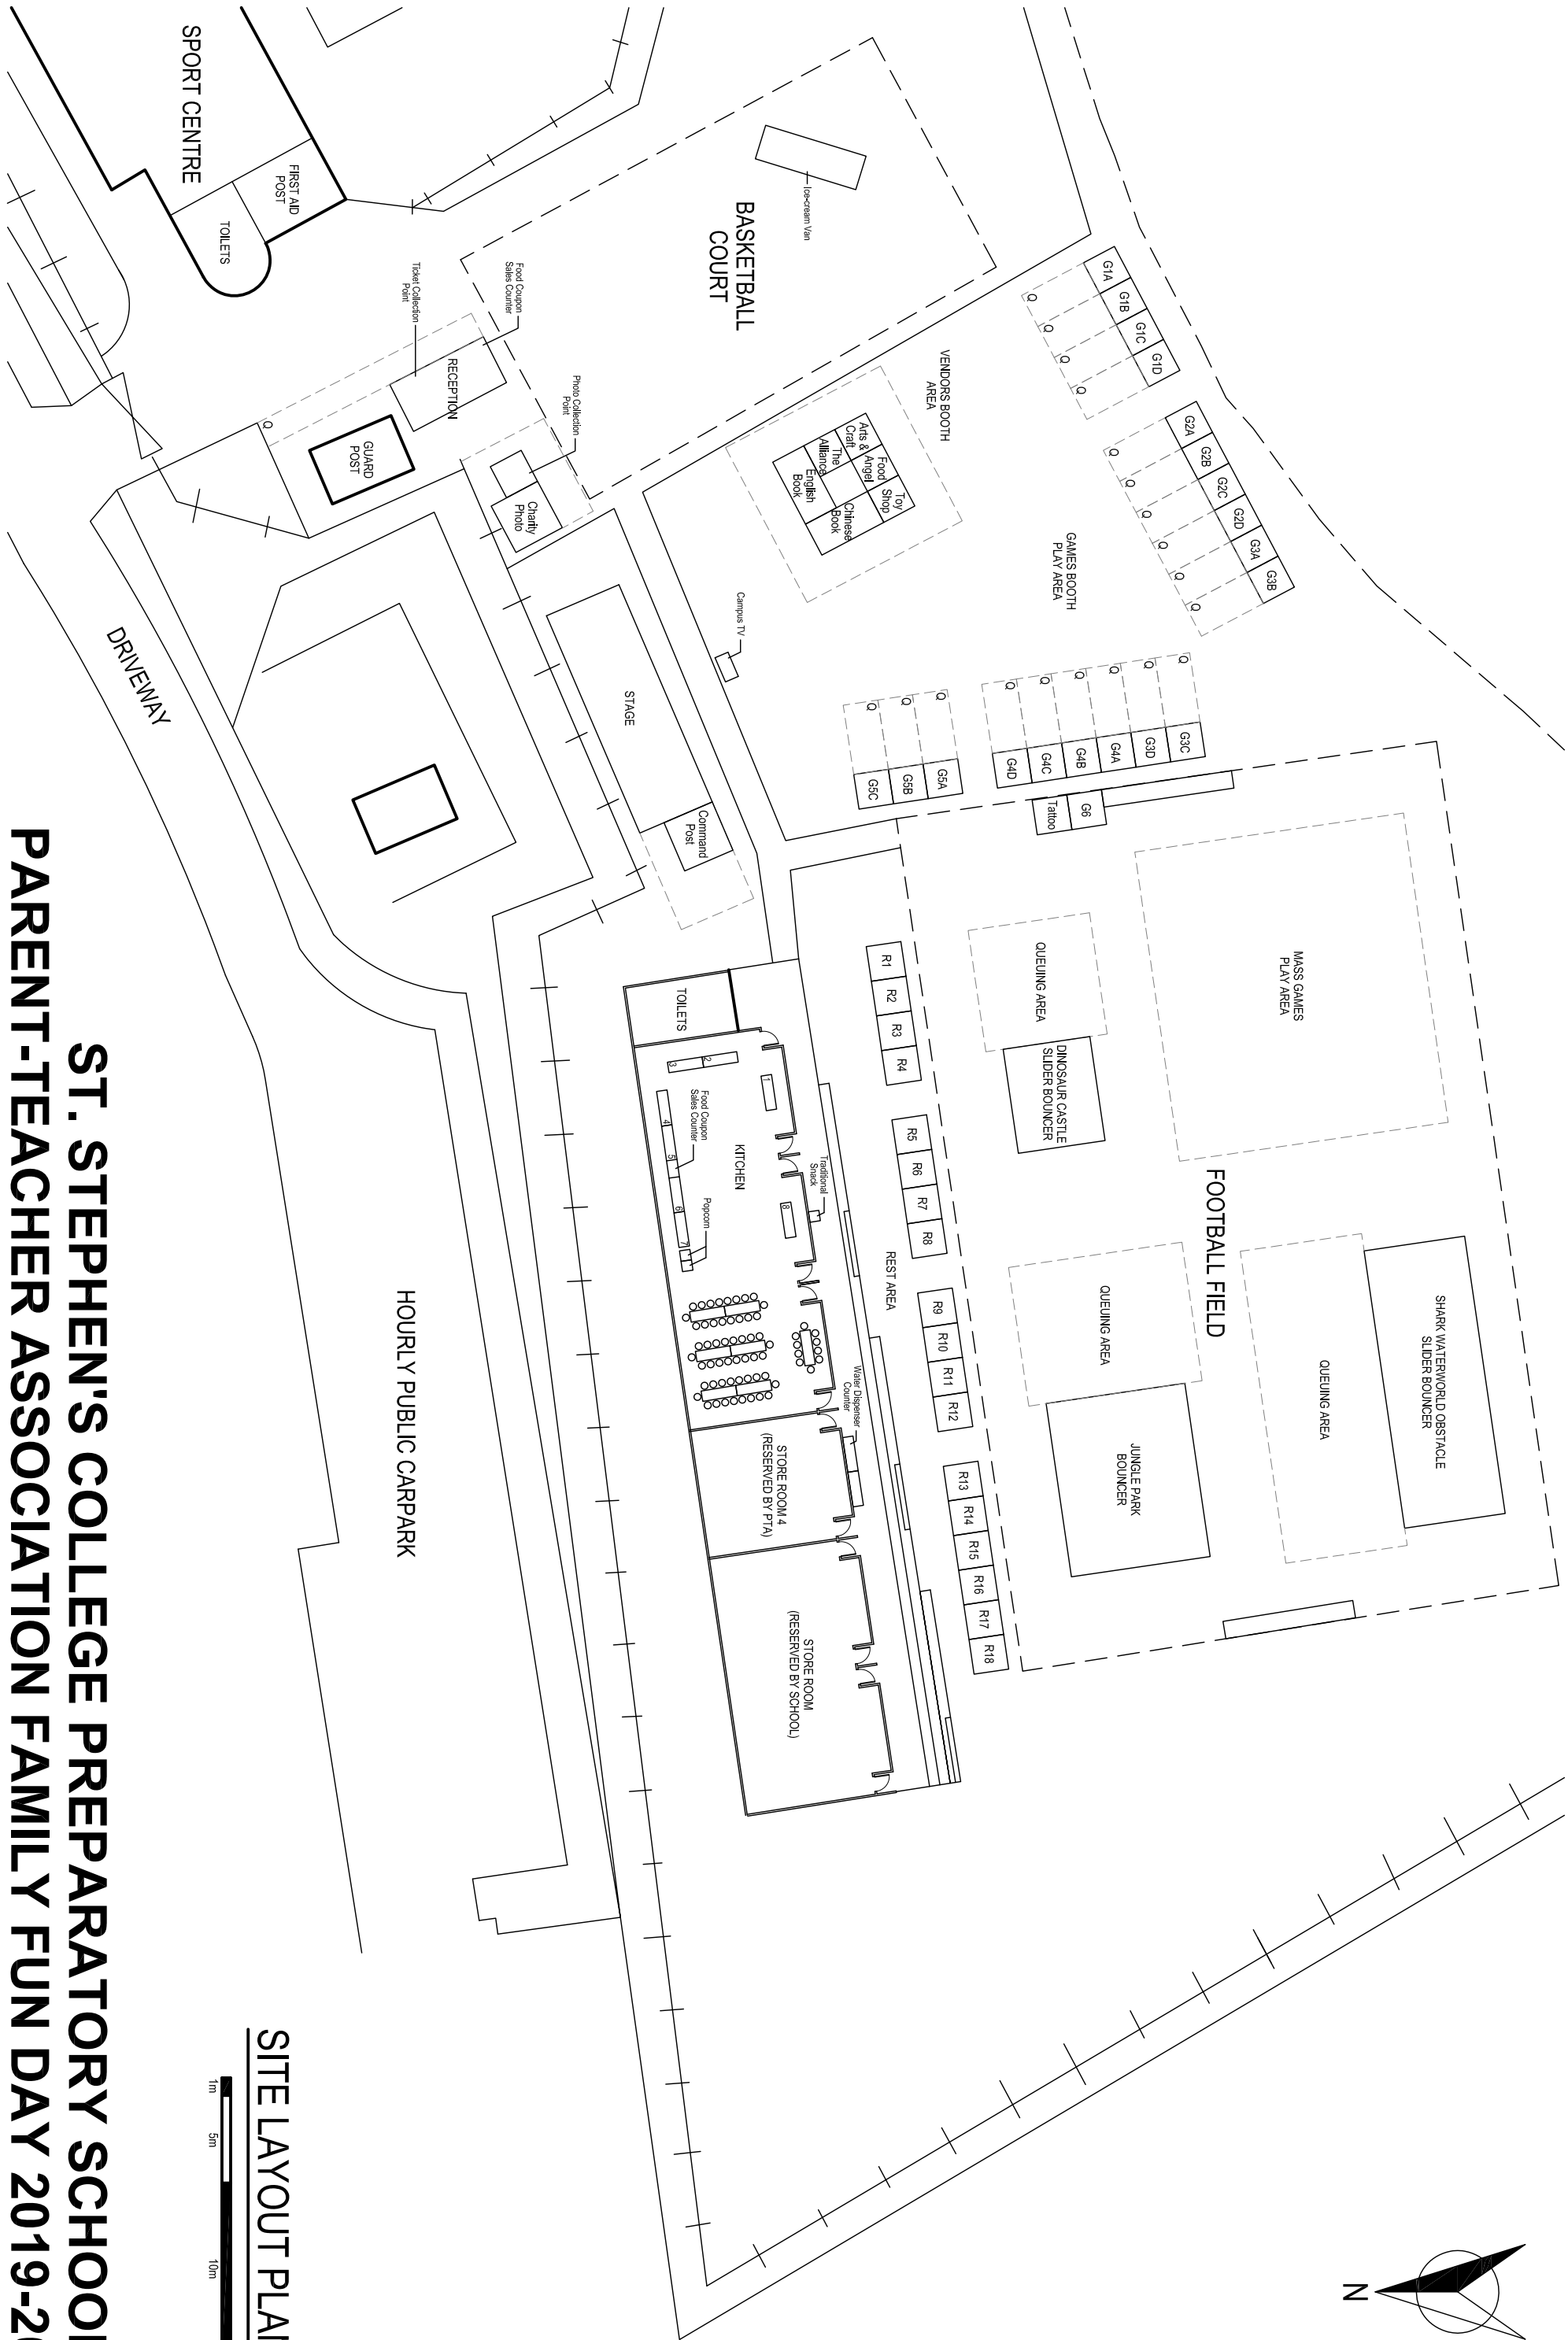 SPORT CENTRE
FIRST AID
POST
TOILETS
BASKETBALL
COURT
Ice-cream Van
Food Coupon
Sales Counter
Ticket Collection
Point
RECEPTION
GUARD
POST
Photo Collection
Point
Charity
Photo
VENDORS BOOTH
AREA
Arts &
Craft
Food
Angel
Toy
Shop
The
Alliance
English
Book
Chinese
Book
GAMES BOOTH
PLAY AREA
G1A
G1B
G1C
G1D
Q
Q
Q
Q
G2A
G2B
G2C
G2D
G3A
G3B
Q
Q
Q
Q
Q
Q
G3C
G3D
G4A
G4B
G4C
G4D
Q
Q
Q
Q
Q
Q
G5A
G5B
G5C
Q
Q
Q
G6
Tattoo
Campus TV
STAGE
Command
Post
Q
DRIVEWAY
MASS GAMES
PLAY AREA
QUEUING AREA
DINOSAUR CASTLE
SLIDER BOUNCER
FOOTBALL FIELD
SHARK WATERWORLD OBSTACLE
SLIDER BOUNCER
QUEUING AREA
QUEUING AREA
JUNGLE PARK
BOUNCER
R1
R2
R3
R4
R5
R6
R7
R8
R9
R10
R11
R12
R13
R14
R15
R16
R17
R18
REST AREA
TOILETS
1
2
3
4
5
6
7
8
Food Coupon
Sales Counter
KITCHEN
Traditional
Snack
Popcorn
Water Dispenser
Counter
STORE ROOM 4
(RESERVED BY PTA)
STORE ROOM
(RESERVED BY SCHOOL)
HOURLY PUBLIC CARPARK
N
SITE LAYOUT PLAN
1m
5m
10m
ST. STEPHEN'S COLLEGE PREPARATORY SCHOOL
PARENT-TEACHER ASSOCIATION FAMILY FUN DAY 2019-20